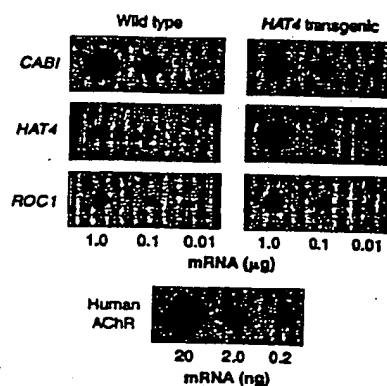 Wild type HAT4 transgenic
CABI
HAT4
ROC1
1.0 0.1 0.01 1.0 0.1 0.01
mRNA (μg)
Human
AChR
20 2.0 0.2
mRNA (ng)